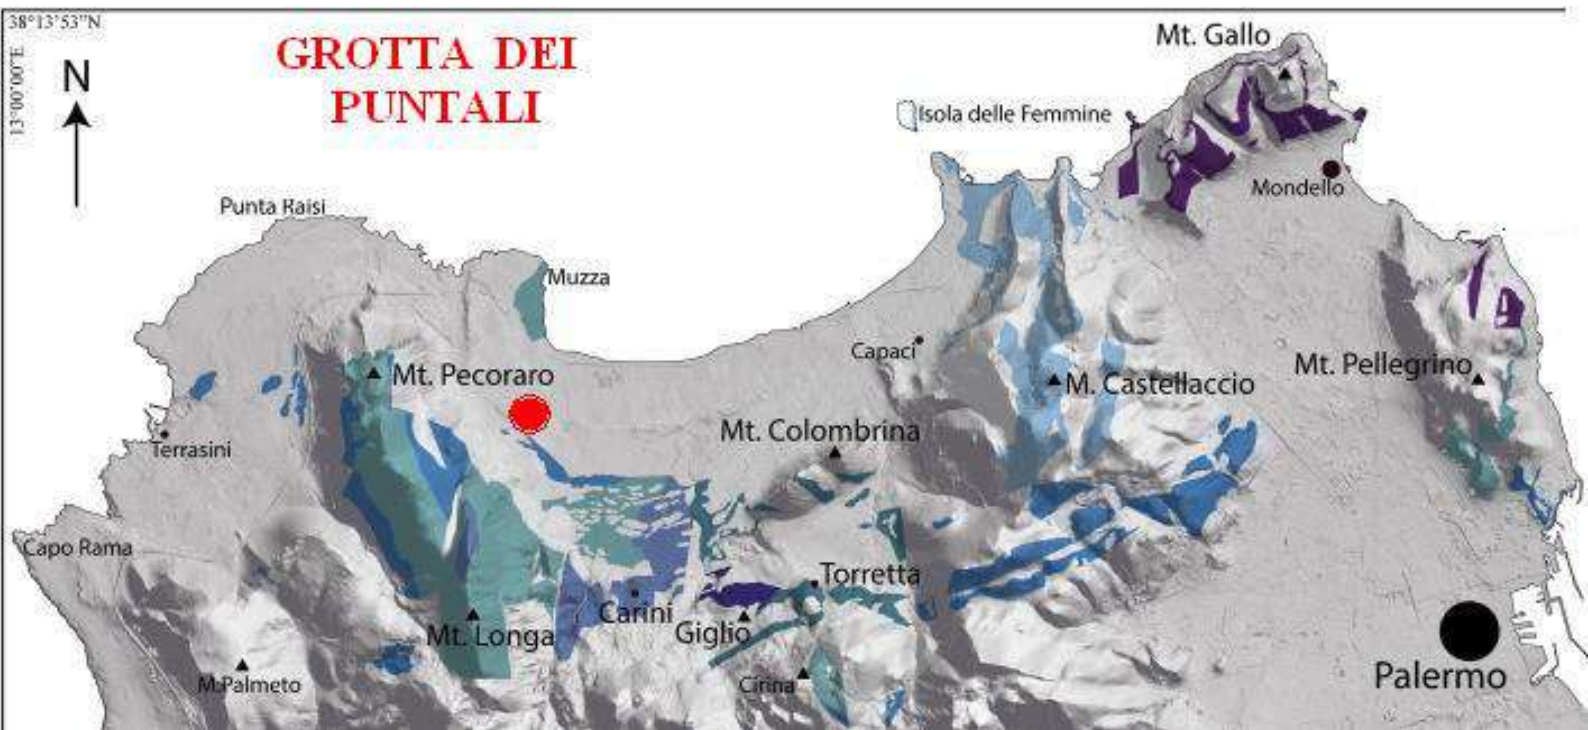 38°13'53"N
13°00'00"E
N
GROTTA DEI
PUNTALI
Mt. Gallo
Isola delle Femmine
Mondello
Punta Raisi
Muzza
Capaci
Mt. Pecoraro
M. Castellaccio
Mt. Pellegrino
Terrasini
Mt. Colombrina
Capo Rama
Torretta
Carini
Giglio
Mt. Longa
M.Palmeto
Cirina
Palermo